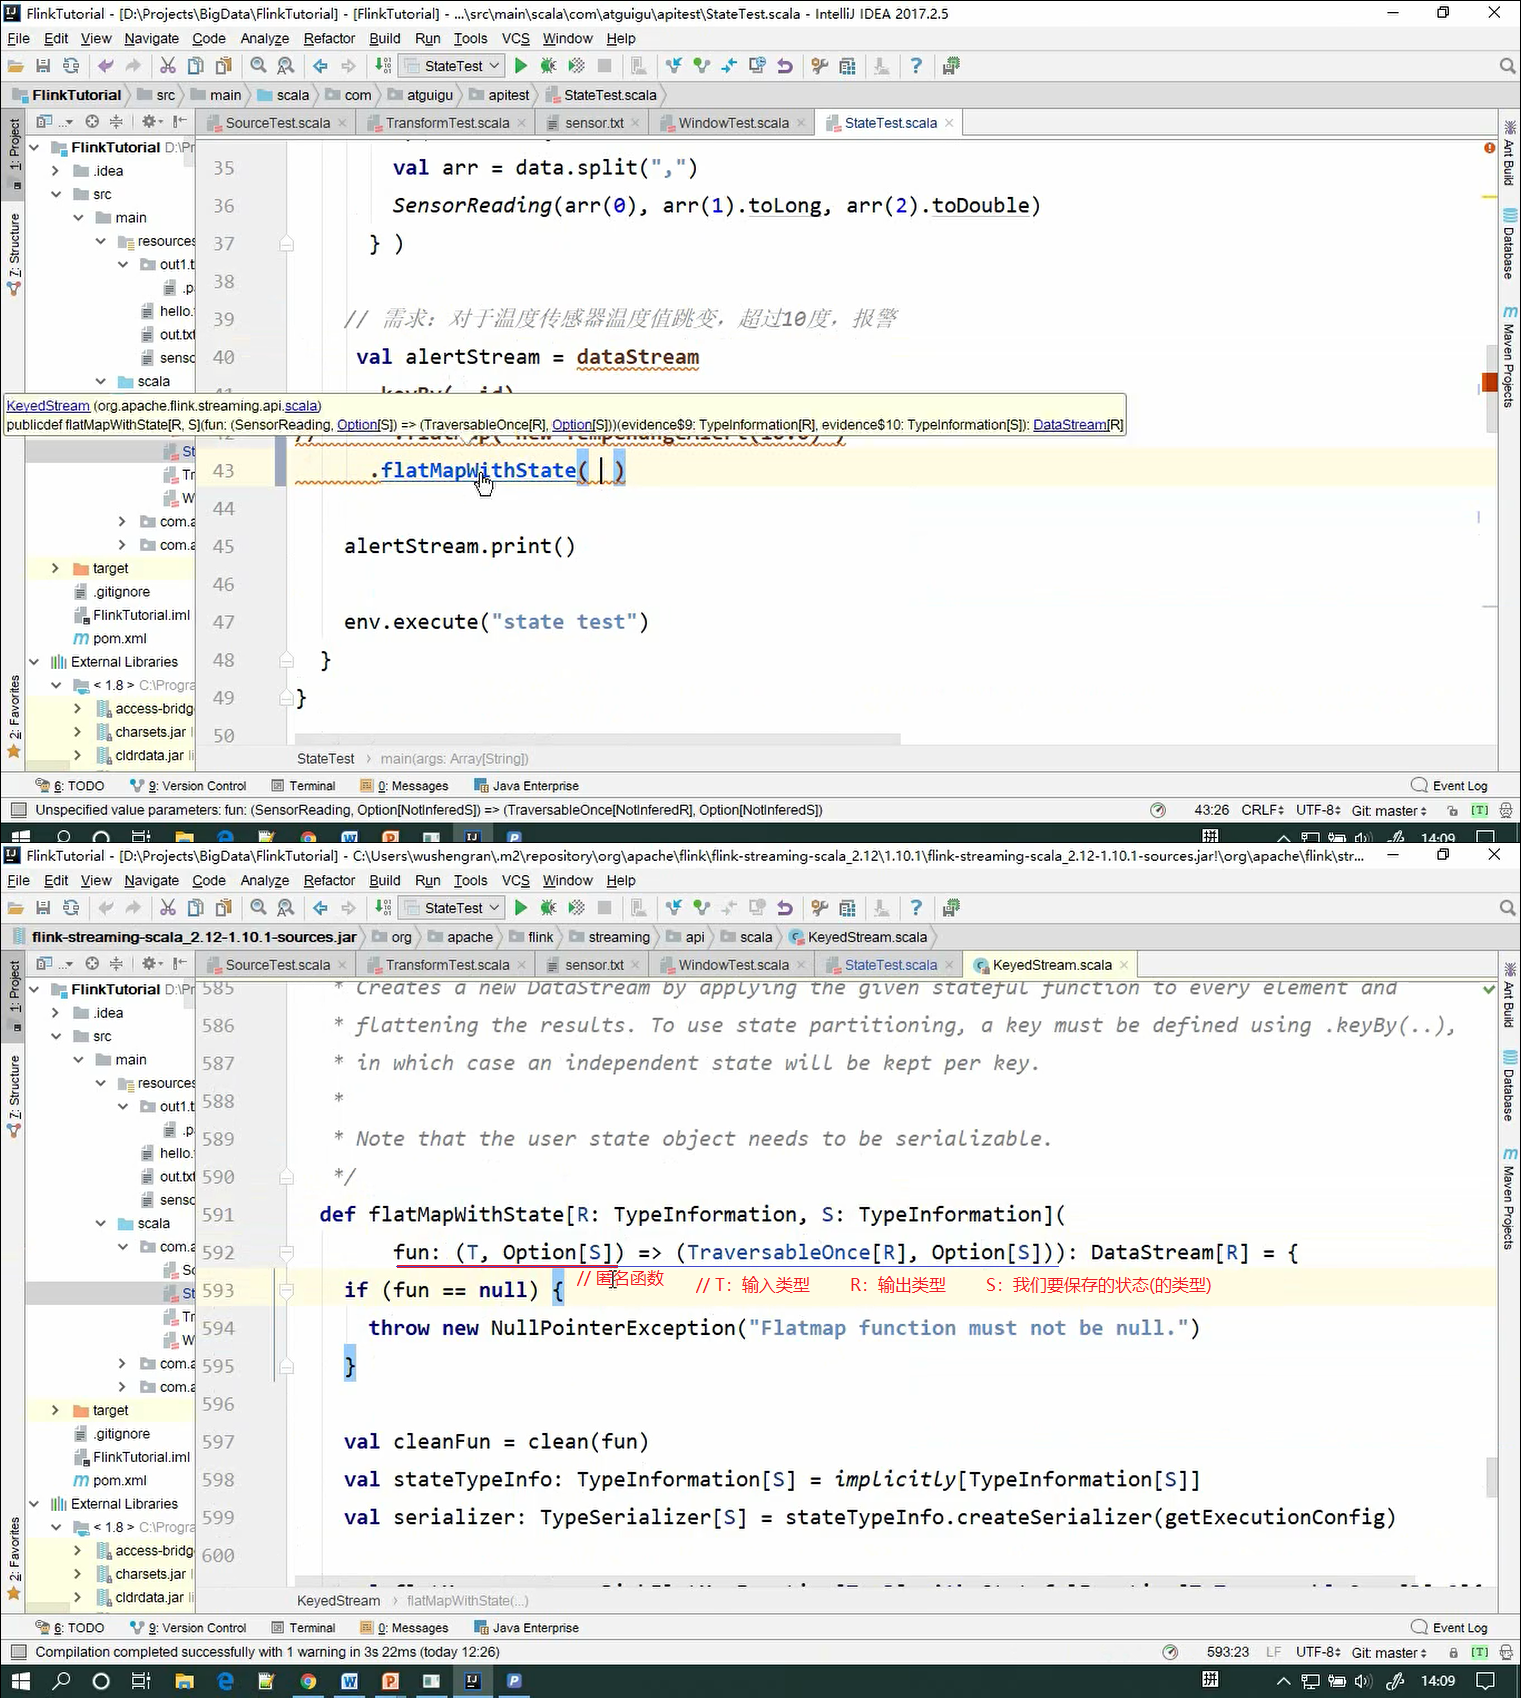 FlinkTutorial - [D:\Projects\BigData\FlinkTutorial] - [FlinkTutorial] - ...\src\main\scala\com\atguigu\apitest\StateTest.scala - IntelliJ IDEA 2017.2.5
File Edit View Navigate Code Analyze Refactor Build Run Tools VCS Window Help
StateTest
FlinkTutorial src main scala com atguigu apitest StateTest.scala
SourceTest.scala TransformTest.scala sensor.txt WindowTest.scala StateTest.scala
1: Project
7: Structure
2: Favorites
Ant Build
Database
Maven Projects
FlinkTutorial D:\Pr
.idea
src
main
resources
out1.t
.p
hello.
out.txt
senso
scala
St
Tr
W
com.a
com.a
target
.gitignore
FlinkTutorial.iml
pom.xml
External Libraries
< 1.8 > C:\Progra
access-bridg
charsets.jar
cldrdata.jar
35 val arr = data.split(",")
36 SensorReading(arr(0), arr(1).toLong, arr(2).toDouble)
37 } )
38
39 // 需求: 对于温度传感器温度值跳变，超过10度，报警
40 val alertStream = dataStream
KeyedStream (org.apache.flink.streaming.api.scala)
publicdef flatMapWithState[R, S](fun: (SensorReading, Option[S]) => (TraversableOnce[R], Option[S]))(evidence$9: TypeInformation[R], evidence$10: TypeInformation[S]): DataStream[R]
43 .flatMapWithState( )
44
45 alertStream.print()
46
47 env.execute("state test")
48 }
49 }
50
StateTest main(args: Array[String])
6: TODO 9: Version Control Terminal 0: Messages Java Enterprise Event Log
Unspecified value parameters: fun: (SensorReading, Option[NotInferedS]) => (TraversableOnce[NotInferedR], Option[NotInferedS]) 43:26 CRLF UTF-8 Git: master
拼 14:09
FlinkTutorial - [D:\Projects\BigData\FlinkTutorial] - C:\Users\wushengran\.m2\repository\org\apache\flink\flink-streaming-scala_2.12\1.10.1\flink-streaming-scala_2.12-1.10.1-sources.jar!\org\apache\flink\str...
File Edit View Navigate Code Analyze Refactor Build Run Tools VCS Window Help
StateTest
flink-streaming-scala_2.12-1.10.1-sources.jar org apache flink streaming api scala KeyedStream.scala
SourceTest.scala TransformTest.scala sensor.txt WindowTest.scala StateTest.scala KeyedStream.scala
1: Project
7: Structure
2: Favorites
Ant Build
Database
Maven Projects
FlinkTutorial D:\Pr
.idea
src
main
resources
out1.t
.p
hello.
out.txt
senso
scala
com.a
Sc
St
Tr
W
com.a
com.a
target
.gitignore
FlinkTutorial.iml
pom.xml
External Libraries
< 1.8 > C:\Progra
access-bridg
charsets.jar
cldrdata.jar
585 * Creates a new DataStream by applying the given stateful function to every element and
586 * flattening the results. To use state partitioning, a key must be defined using .keyBy(..),
587 * in which case an independent state will be kept per key.
588 *
589 * Note that the user state object needs to be serializable.
590 */
591 def flatMapWithState[R: TypeInformation, S: TypeInformation](
592 fun: (T, Option[S]) => (TraversableOnce[R], Option[S])): DataStream[R] = {
593 if (fun == null) {
// 匿名函数 // T: 输入类型 R: 输出类型 S: 我们要保存的状态(的类型)
594 throw new NullPointerException("Flatmap function must not be null.")
595 }
596
597 val cleanFun = clean(fun)
598 val stateTypeInfo: TypeInformation[S] = implicitly[TypeInformation[S]]
599 val serializer: TypeSerializer[S] = stateTypeInfo.createSerializer(getExecutionConfig)
600
KeyedStream flatMapWithState(...)
6: TODO 9: Version Control Terminal 0: Messages Java Enterprise Event Log
Compilation completed successfully with 1 warning in 3s 22ms (today 12:26) 593:23 LF UTF-8 Git: master
拼 14:09